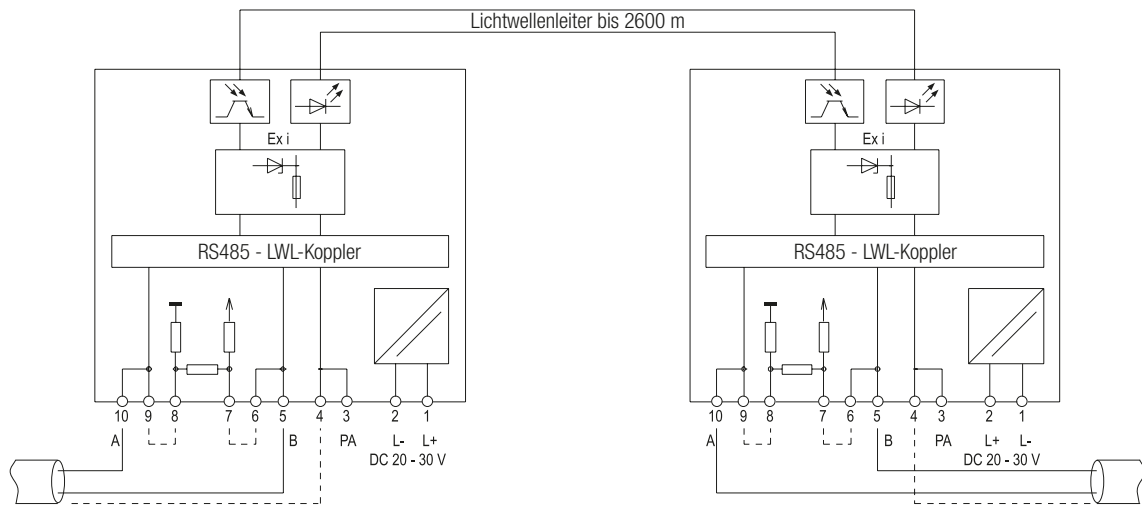 Lichtwellenleiter bis 2600 m
Ex i
Ex i
RS485 - LWL-Koppler
RS485 - LWL-Koppler
10 9 8 7 6 5 4 3 2 1
10 9 8 7 6 5 4 3 2 1
A B PA L- L+
A B PA L+ L-
DC 20 - 30 V
DC 20 - 30 V